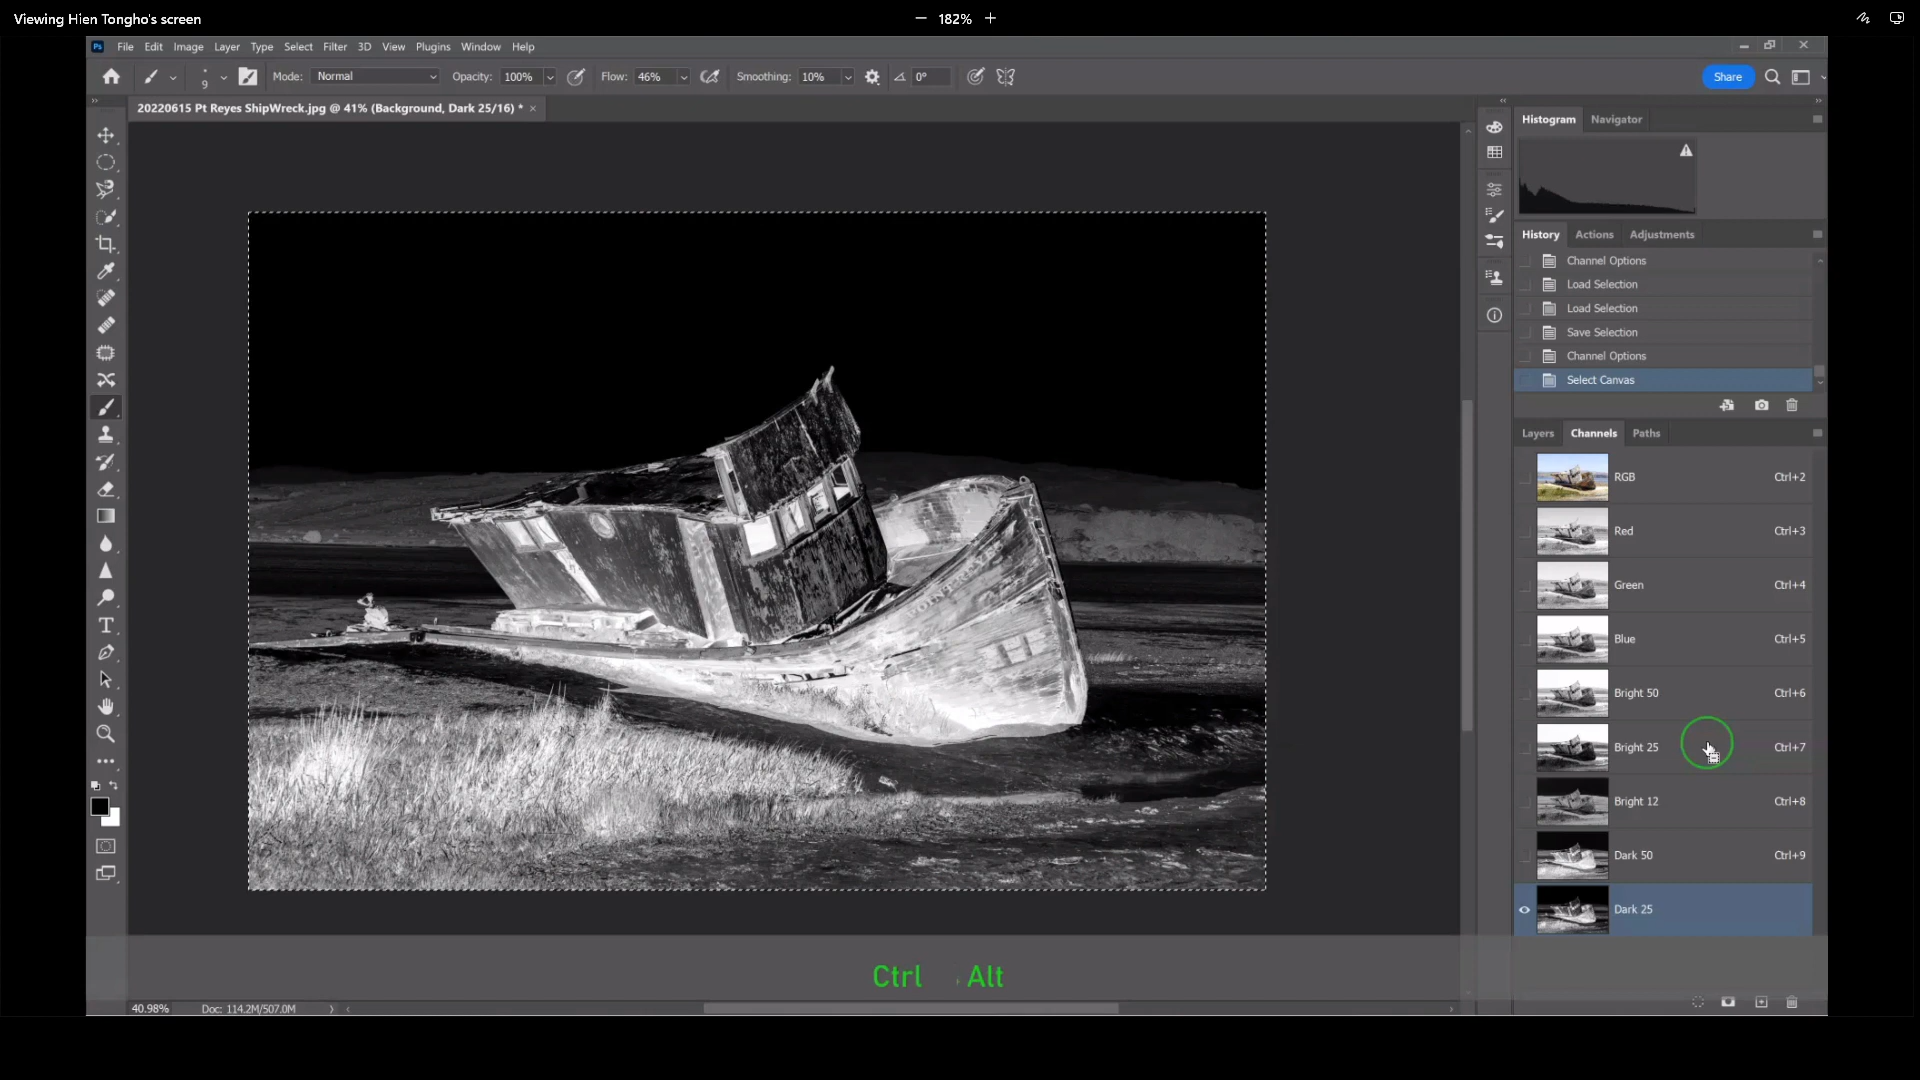 Viewing Hien Tongho's screen
182%
Ps File Edit Image Layer Type Select Filter 3D View Plugins Window Help
9 Mode: Normal Opacity: 100% Flow: 46% Smoothing: 10% 0° Share
20220615 Pt Reyes ShipWreck.jpg @ 41% (Background, Dark 25/16) *
Histogram Navigator
History Actions Adjustments
Channel Options
Load Selection
Load Selection
Save Selection
Channel Options
Select Canvas
Layers Channels Paths
RGB Ctrl+2
Red Ctrl+3
Green Ctrl+4
Blue Ctrl+5
Bright 50 Ctrl+6
Bright 25 Ctrl+7
Bright 12 Ctrl+8
Dark 50 Ctrl+9
Dark 25
Ctrl , Alt
40.98% Doc: 114.2M/507.0M